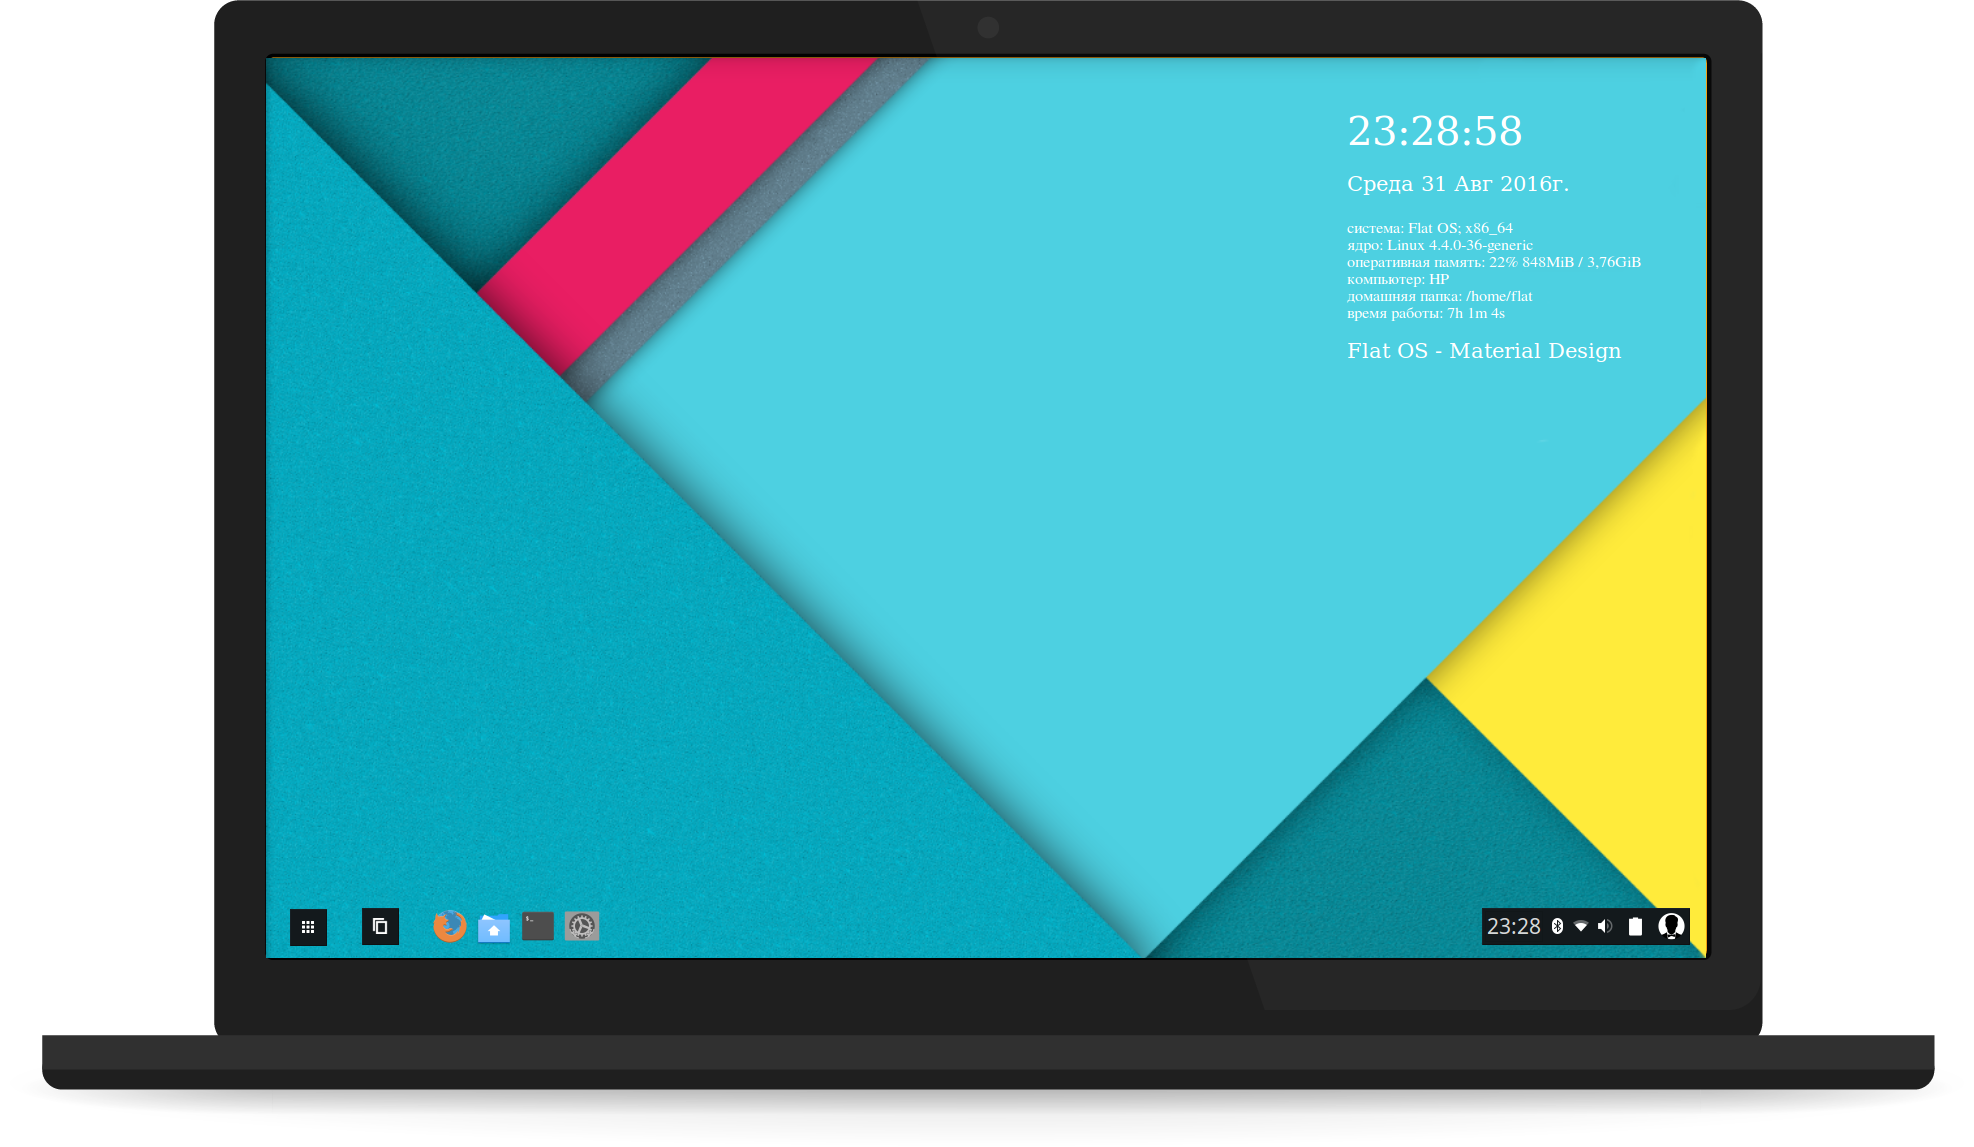 23:28:58
Среда 31 Авг 2016г.
система: Flat OS; x86_64
ядро: Linux 4.4.0-36-generic
оперативная память: 22% 848MiB / 3,76GiB
компьютер: HP
домашняя папка: /home/flat
время работы: 7h 1m 4s
Flat OS - Material Design
23:28